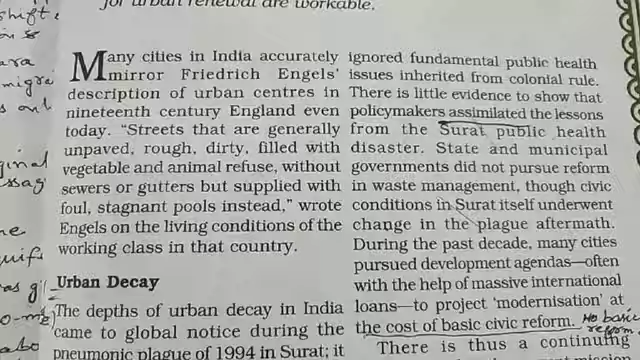 for urban renewal are workable.
Many cities in India accurately
mirror Friedrich Engels'
description of urban centres in
nineteenth century England even
today. "Streets that are generally
unpaved, rough, dirty, filled with
vegetable and animal refuse, without
sewers or gutters but supplied with
foul, stagnant pools instead," wrote
Engels on the living conditions of the
working class in that country.
Urban Decay
The depths of urban decay in India
came to global notice during the
pneumonic plague of 1994 in Surat; it
ignored fundamental public health
issues inherited from colonial rule.
There is little evidence to show that
policymakers assimilated the lessons
from the Surat public health
disaster. State and municipal
governments did not pursue reform
in waste management, though civic
conditions in Surat itself underwent
change in the plague aftermath.
During the past decade, many cities
pursued development agendas—often
with the help of massive international
loans—to project 'modernisation' at
the cost of basic civic reform. No basic
reform.
There is thus a continuing